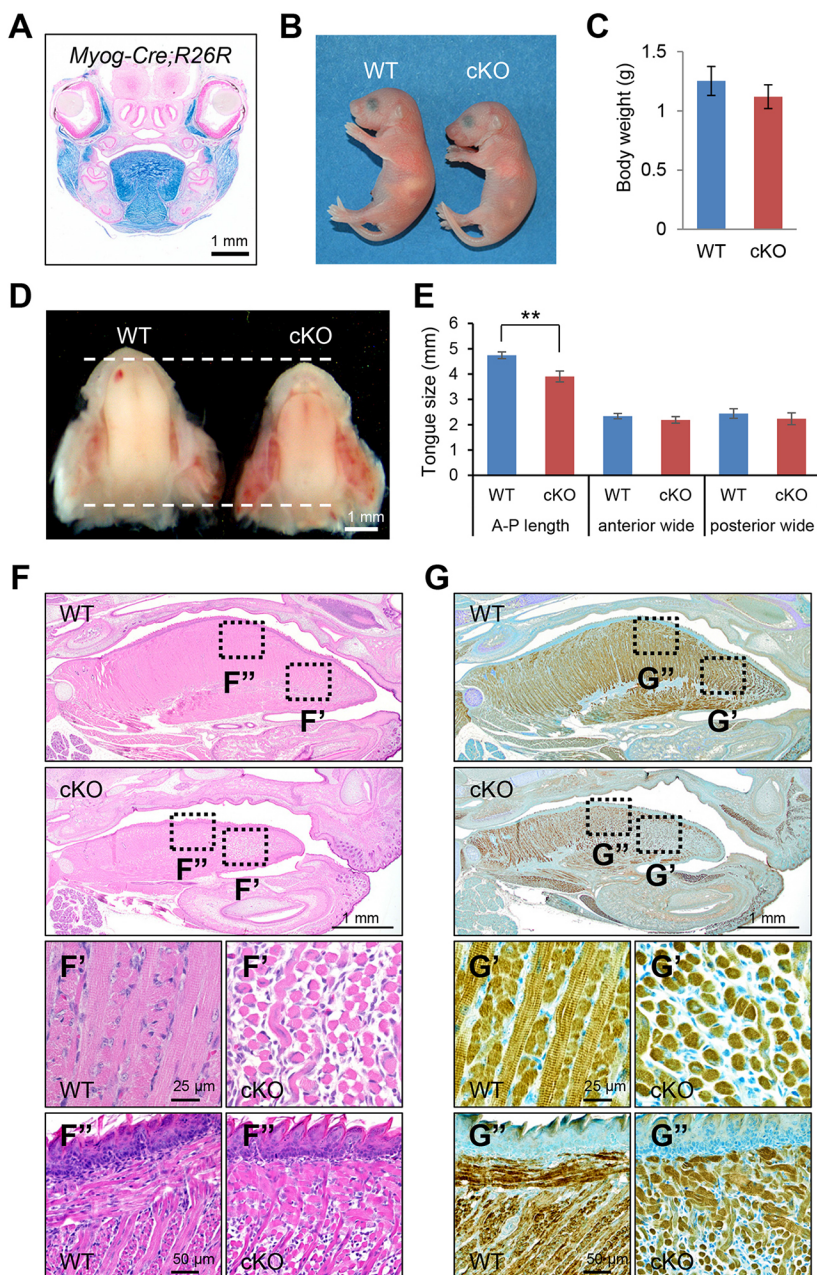 A
Myog-Cre;R26R
1 mm
B
WT cKO
C
Body weight (g)
1.5
1
0.5
0
WT cKO
D
WT cKO
1 mm
E
**
Tongue size (mm)
6
5
4
3
2
1
0
WT cKO WT cKO WT cKO
A-P length anterior wide posterior wide
F
WT
F”
F’
cKO
F”
F’
1 mm
F’
WT
25 µm
F’
cKO
F”
WT
50 µm
F”
cKO
G
WT
G”
G’
cKO
G”
G’
1 mm
G’
WT
25 µm
G’
cKO
G”
WT
50 µm
G”
cKO